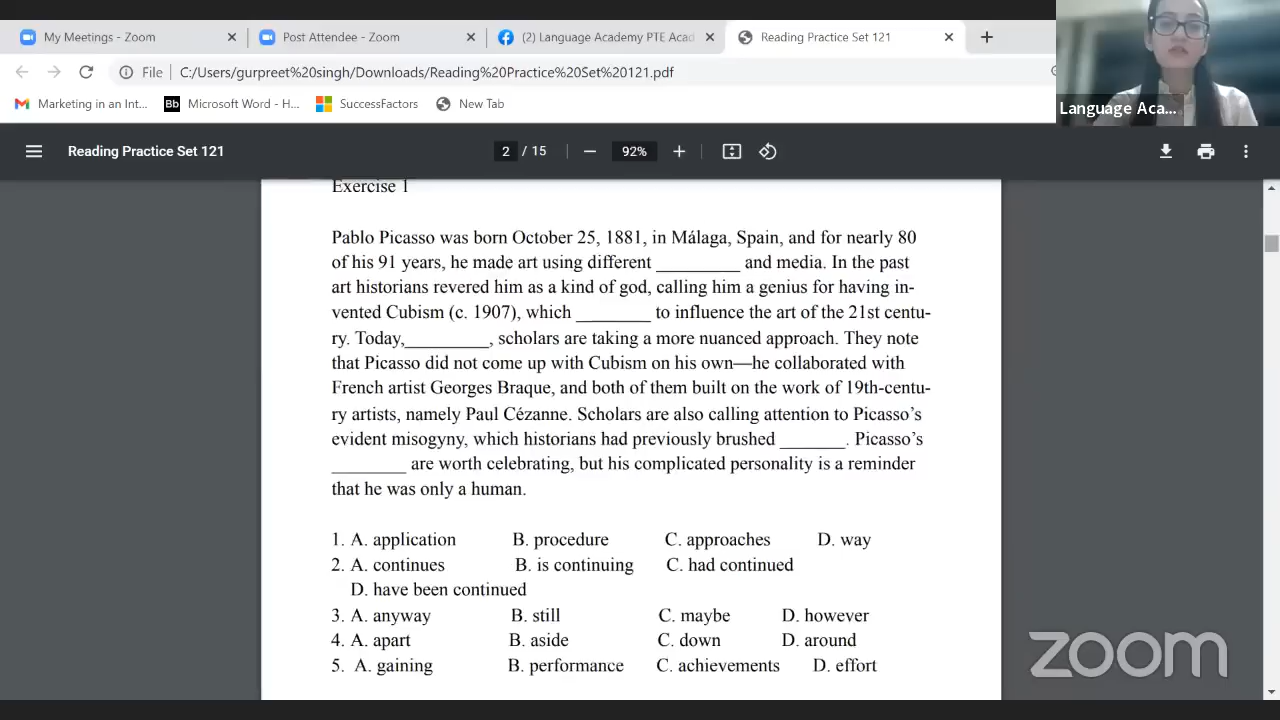 My Meetings - Zoom
Post Attendee - Zoom
(2) Language Academy PTE Acad
Reading Practice Set 121
File
C:/Users/gurpreet%20singh/Downloads/Reading%20Practice%20Set%20121.pdf
Marketing in an Int...
Bb Microsoft Word - H...
SuccessFactors
New Tab
Language Aca...
Reading Practice Set 121
2 / 15
92%
Exercise 1
Pablo Picasso was born October 25, 1881, in Málaga, Spain, and for nearly 80
of his 91 years, he made art using different _________ and media. In the past
art historians revered him as a kind of god, calling him a genius for having in-
vented Cubism (c. 1907), which ________ to influence the art of the 21st centu-
ry. Today,_________, scholars are taking a more nuanced approach. They note
that Picasso did not come up with Cubism on his own—he collaborated with
French artist Georges Braque, and both of them built on the work of 19th-centu-
ry artists, namely Paul Cézanne. Scholars are also calling attention to Picasso’s
evident misogyny, which historians had previously brushed _______. Picasso’s
________ are worth celebrating, but his complicated personality is a reminder
that he was only a human.
1. A. application B. procedure C. approaches D. way
2. A. continues B. is continuing C. had continued
D. have been continued
3. A. anyway B. still C. maybe D. however
4. A. apart B. aside C. down D. around
5. A. gaining B. performance C. achievements D. effort
zoom